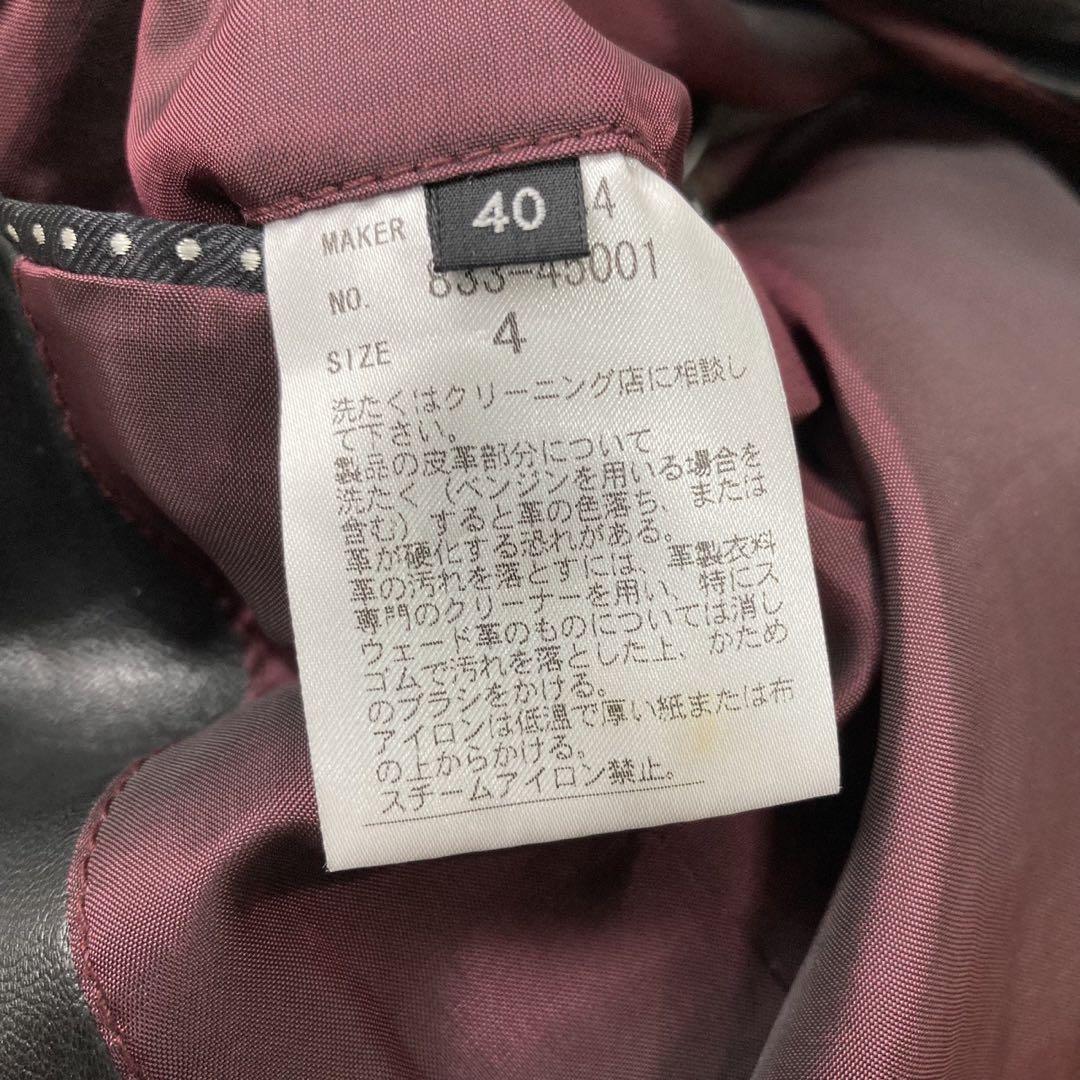 40
MAKER 4
NO. 833-45001
SIZE 4
洗たくはクリーニング店に相談し
て下さい。
製品の皮革部分について
洗たく（ベンジンを用いる場合を
含む）すると革の色落ち、または
革が硬化する恐れがある。
革の汚れを落とすには、革製衣料
専門のクリーナーを用い、特にス
ウェード革のものについては消し
ゴムで汚れを落とした上、かため
のブラシをかける。
アイロンは低温で厚い紙または布
の上からかける。
スチームアイロン禁止。